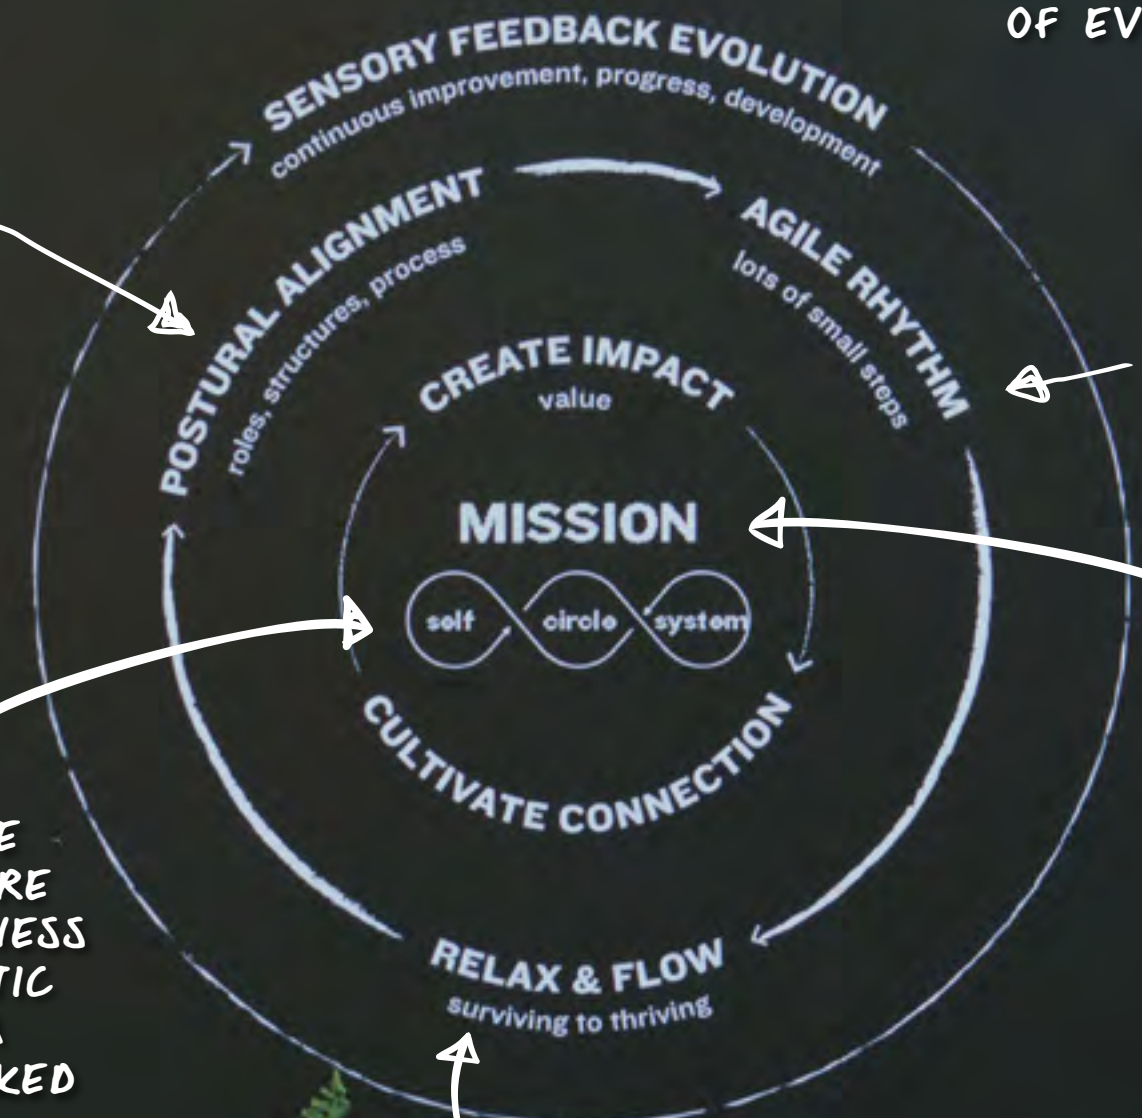 OF EV
SENSORY FEEDBACK EVOLUTION
continuous improvement, progress, development
POSTURAL ALIGNMENT
roles, structures, process
AGILE RHYTHM
lots of small steps
CREATE IMPACT
value
MISSION
self circle system
CULTIVATE CONNECTION
RELAX & FLOW
surviving to thriving
E
RE
NESS
TIC
KED